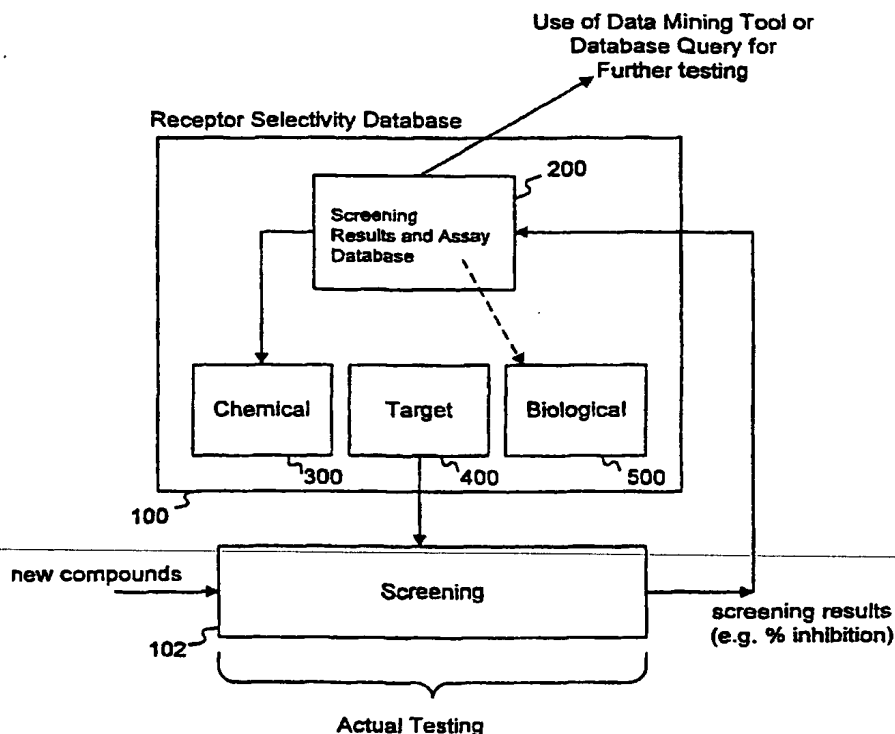 Use of Data Mining Tool or
Database Query for
Further testing
Receptor Selectivity Database
200
Screening
Results and Assay
Database
Chemical
Target
Biological
300
400
500
100
new compounds
Screening
screening results
(e.g. % inhibition)
102
Actual Testing